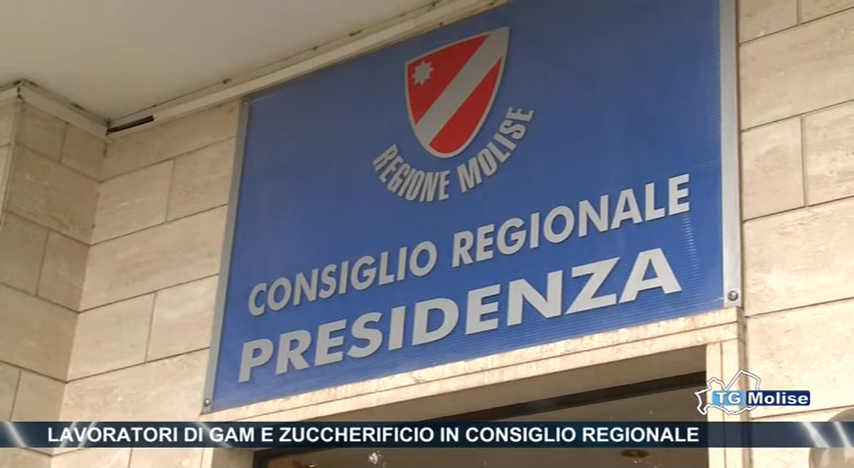 REGIONE MOLISE
CONSIGLIO REGIONALE
PRESIDENZA
TG Molise
LAVORATORI DI GAM E ZUCCHERIFICIO IN CONSIGLIO REGIONALE